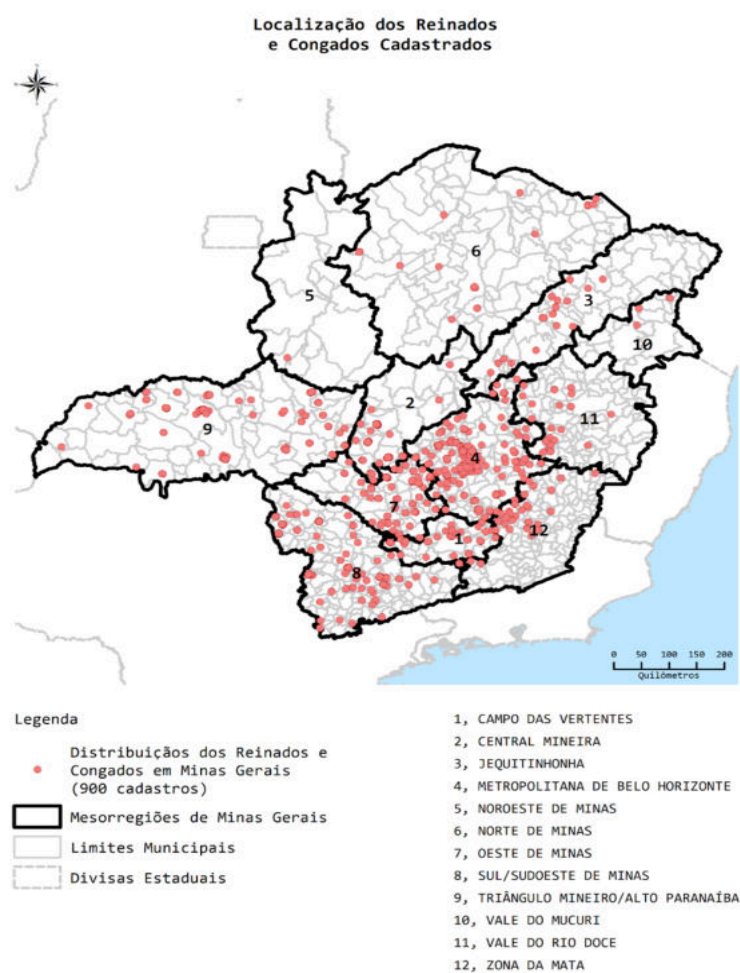 Localização dos Reinados
e Congados Cadastrados
6
5
3
10
2
9
11
4
7
1
12
8
0 50 100 150 200
Quilómetros
Legenda
Distribuiçãos dos Reinados e
Congados em Minas Gerais
(900 cadastros)
Mesorregiões de Minas Gerais
Limites Municipais
Divisas Estaduais
1, CAMPO DAS VERTENTES
2, CENTRAL MINEIRA
3, JEQUITINHONHA
4, METROPOLITANA DE BELO HORIZONTE
5, NOROESTE DE MINAS
6, NORTE DE MINAS
7, OESTE DE MINAS
8, SUL/SUDOESTE DE MINAS
9, TRIÂNGULO MINEIRO/ALTO PARANAÍBA
10, VALE DO MUCURI
11, VALE DO RIO DOCE
12, ZONA DA MATA